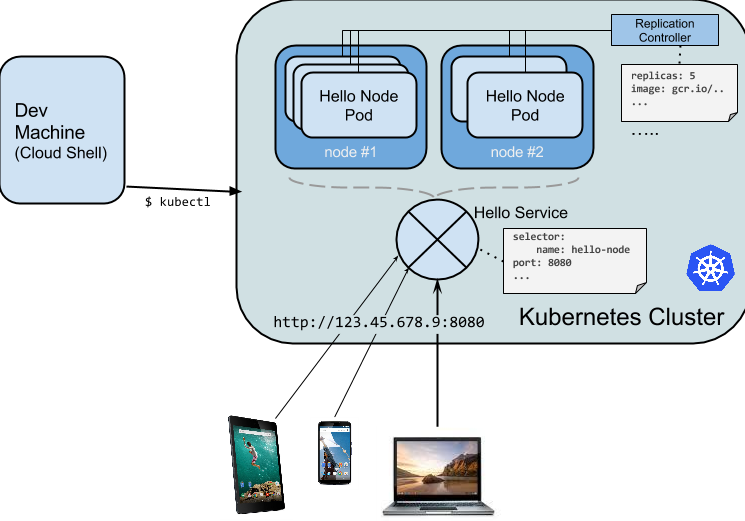 Replication
Controller
replicas: 5
image: gcr.io/..
...
.....
Hello Node
Pod
node #1
Hello Node
Pod
node #2
Dev
Machine
(Cloud Shell)
$ kubectl
Hello Service
selector:
name: hello-node
port: 8080
...
http://123.45.678.9:8080
Kubernetes Cluster